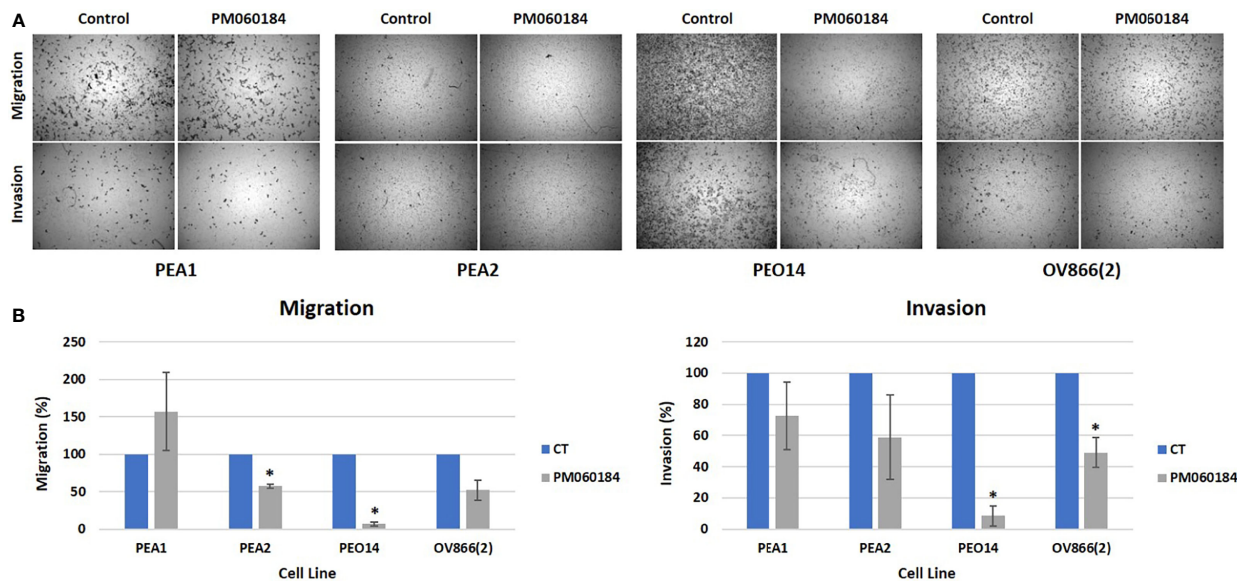 A
Control PM060184 Control PM060184 Control PM060184 Control PM060184
Migration
Invasion
PEA1 PEA2 PEO14 OV866(2)
B
Migration
Migration (%)
250
200
150
100
50
0
*
*
PEA1 PEA2 PEO14 OV866(2)
Cell Line
CT
PM060184
Invasion
Invasion (%)
120
100
80
60
40
20
0
*
*
PEA1 PEA2 PEO14 OV866(2)
Cell Line
CT
PM060184